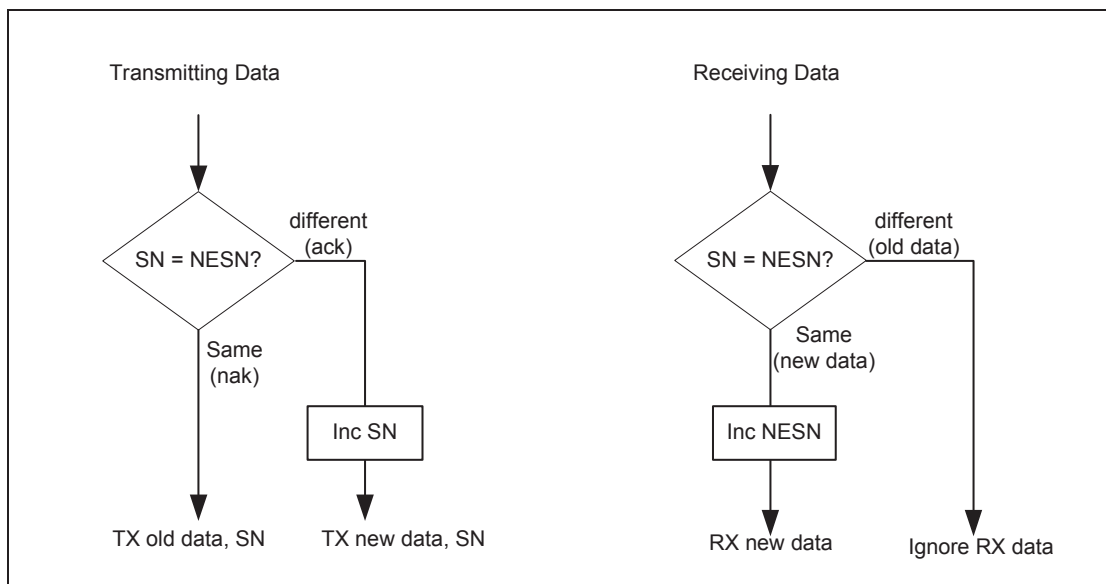 Transmitting Data
SN = NESN?
different
(ack)
Same
(nak)
Inc SN
TX old data, SN
TX new data, SN
Receiving Data
SN = NESN?
different
(old data)
Same
(new data)
Inc NESN
RX new data
Ignore RX data